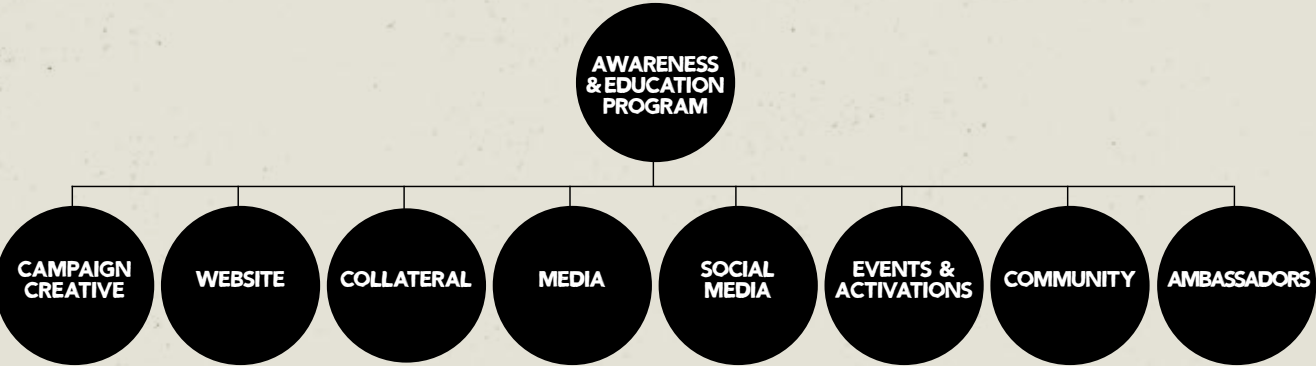 AWARENESS
& EDUCATION
PROGRAM
CAMPAIGN
CREATIVE
WEBSITE
COLLATERAL
MEDIA
SOCIAL
MEDIA
EVENTS &
ACTIVATIONS
COMMUNITY
AMBASSADORS